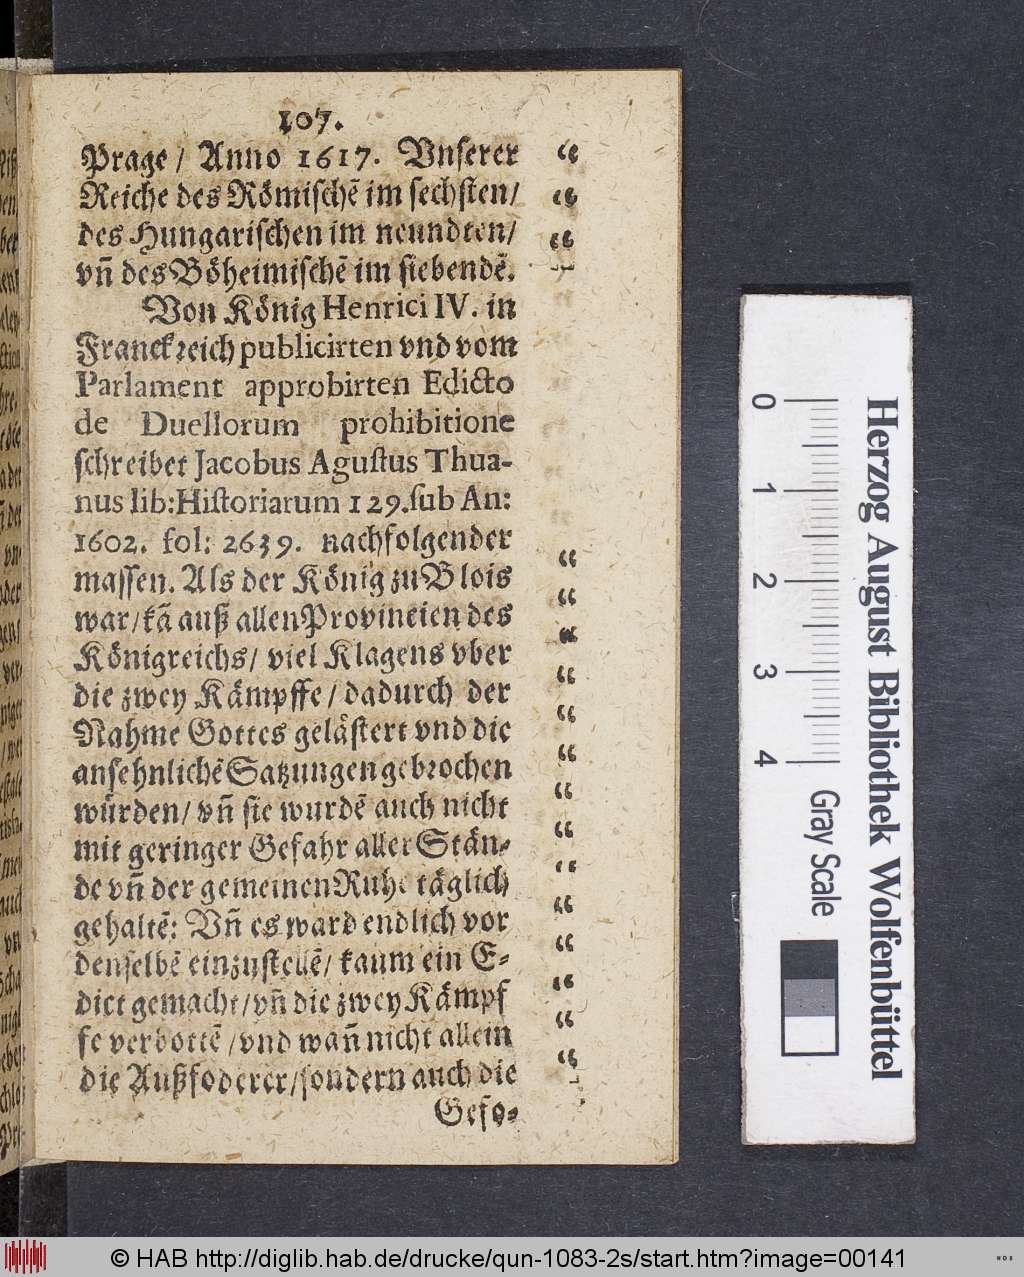 107.
Prage / Anno 1617. Vnserer “
Reiche des Römischē im sechsten/ “
des Hungarischen im neundten/ “
vñ des Böheimischē im siebendē.
Von König Henrici IV. in
Franckreich publicirten vnd vom
Parlament approbirten Edicto
de Duellorum prohibitione
schreibet Jacobus Agustus Thua-
nus lib: Historiarum 129. sub An:
1602. fol: 2639. nachfolgender
massen. Als der König zu Blois “
war/ kā auß allen Provincien des “
Königreichs/ viel Klagens vber “
die zwey Kämpffe / dadurch der “
Nahme Gottes gelästert vnd die “
ansehnlichē Satzungen gebrochen “
würden/ vñ sie wurdē auch nicht “
mit geringer Gefahr aller Stän- “
de vñ der gemeinen Ruhe täglich “
gehaltē: Vñ es ward endlich vor “
denselbē einzustellē/ kaum ein E- “
dict gemacht/ vñ die zwey Kämpf “
fe verbottē / vnd wañ nicht allein “
die Außfoderer/ sondern auch die “
Gefo-
0 1 2 3 4
Gray Scale
Herzog August Bibliothek Wolfenbüttel
© HAB http://diglib.hab.de/drucke/qun-1083-2s/start.htm?image=00141